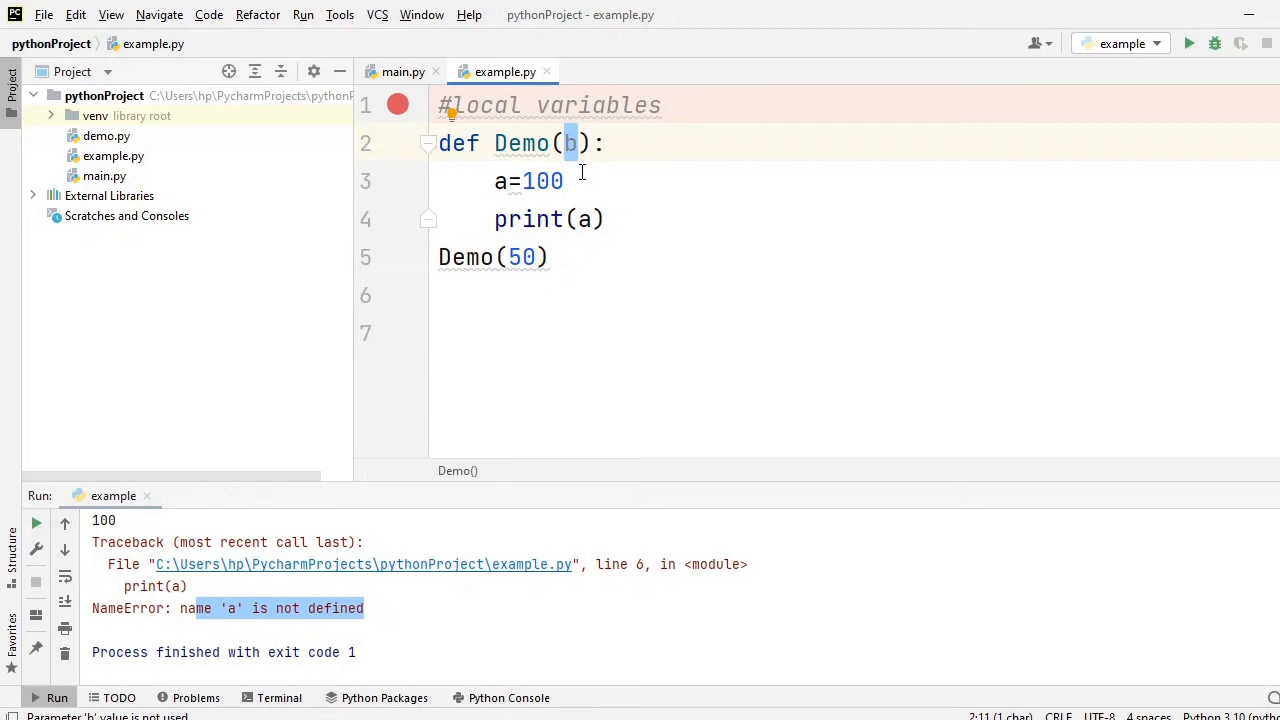 PC File Edit View Navigate Code Refactor Run Tools VCS Window Help pythonProject - example.py
pythonProject example.py example
Project main.py example.py
Project
pythonProject C:\Users\hp\PycharmProjects\pythonP
venv library root
demo.py
example.py
main.py
External Libraries
Scratches and Consoles
1 #local variables
2 def Demo(b):
3 a=100
4 print(a)
5 Demo(50)
6
7
Demo()
Run: example
Structure
Favorites
100
Traceback (most recent call last):
File "C:\Users\hp\PycharmProjects\pythonProject\example.py", line 6, in <module>
print(a)
NameError: name 'a' is not defined
Process finished with exit code 1
Run TODO Problems Terminal Python Packages Python Console
Parameter 'b' value is not used 2:11 (1 char) CRLF UTF-8 4 spaces Python 3.10 (pytho